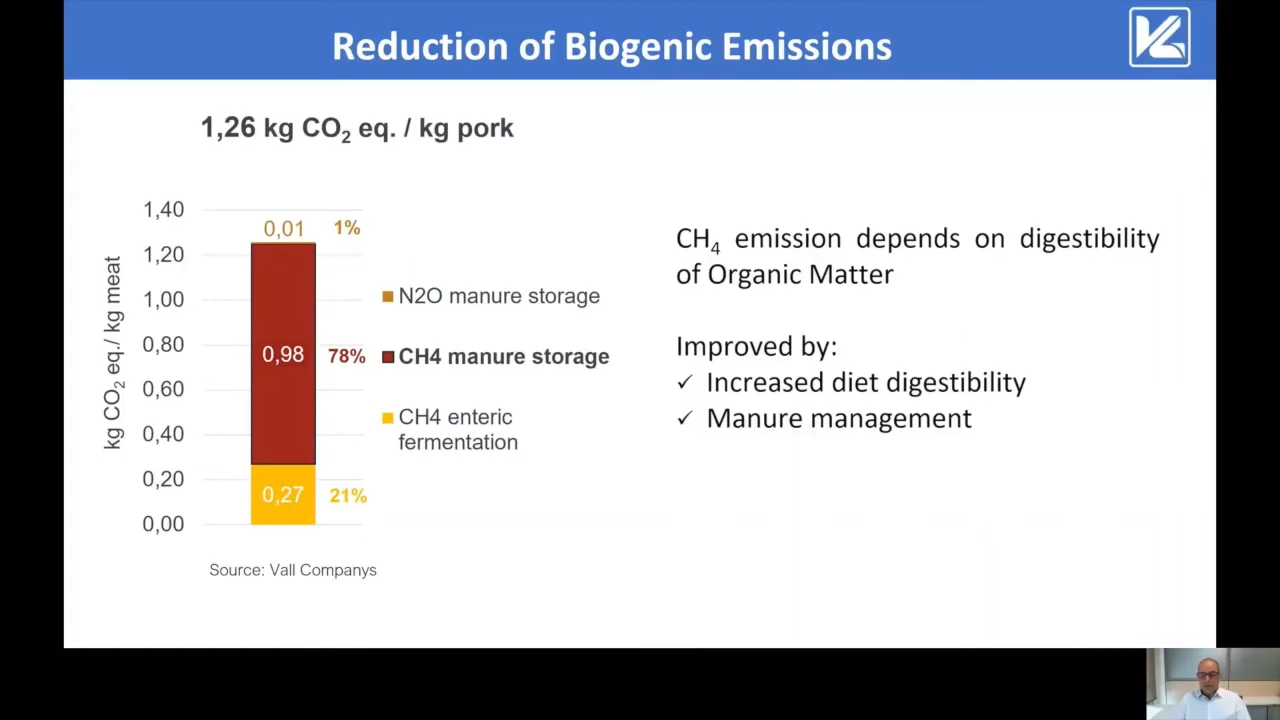 Reduction of Biogenic Emissions
1,26 kg CO₂ eq. / kg pork
kg CO₂ eq./ kg meat
1,40
1,20
1,00
0,80
0,60
0,40
0,20
0,00
0,01
1%
0,98
78%
0,27
21%
N2O manure storage
CH4 manure storage
CH4 enteric
fermentation
Source: Vall Companys
CH₄ emission depends on digestibility
of Organic Matter
Improved by:
✓ Increased diet digestibility
✓ Manure management